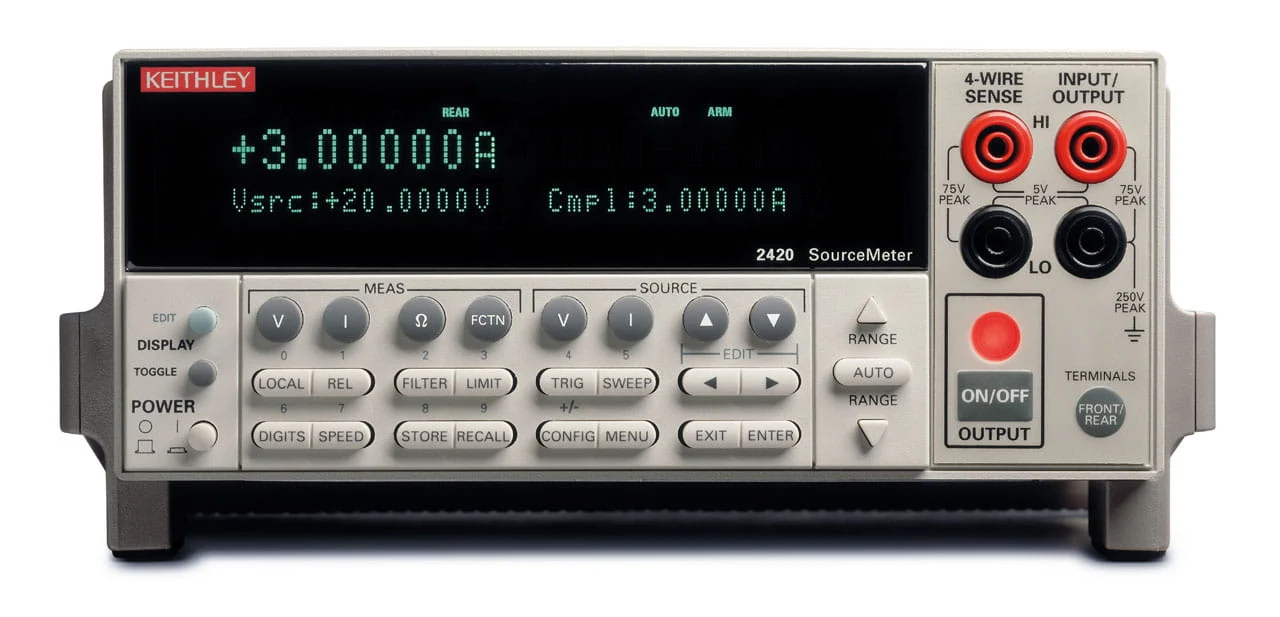 KEITHLEY
REAR AUTO ARM
+3.00000A
Vsrc:+20.0000V Cmpl:3.00000A
2420 SourceMeter
4-WIRE SENSE
INPUT/ OUTPUT
HI
75V PEAK
5V PEAK
75V PEAK
LO
250V PEAK
MEAS
SOURCE
EDIT
DISPLAY
TOGGLE
POWER
V I Ω FCTN V I ▲ ▼
0 1 2 3 4 5 EDIT
LOCAL REL FILTER LIMIT TRIG SWEEP ◀ ▶
6 7 8 9 +/-
DIGITS SPEED STORE RECALL CONFIG MENU EXIT ENTER
RANGE
AUTO
RANGE
ON/OFF
OUTPUT
TERMINALS
FRONT/ REAR